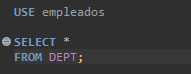 USE empleados
SELECT *
FROM DEPT;